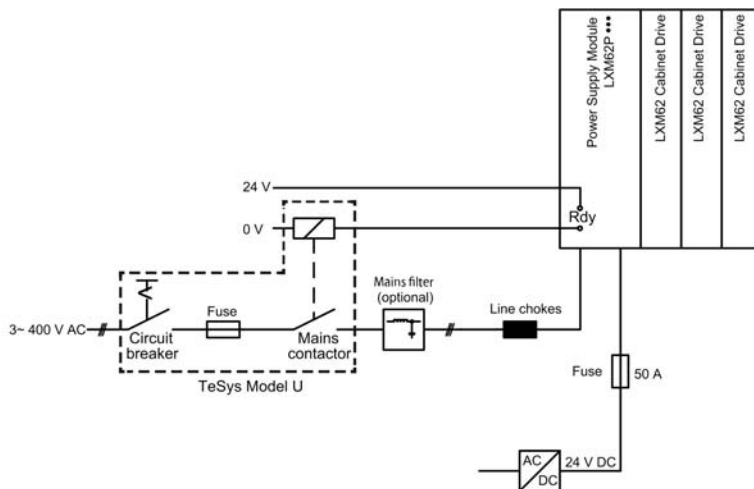 Power Supply Module
LXM62P •••
LXM62 Cabinet Drive
LXM62 Cabinet Drive
LXM62 Cabinet Drive
24 V
Rdy
0 V
Mains filter
(optional)
3~ 400 V AC
Circuit
breaker
Fuse
Mains
contactor
Line chokes
TeSys Model U
Fuse
50 A
AC
DC
24 V DC